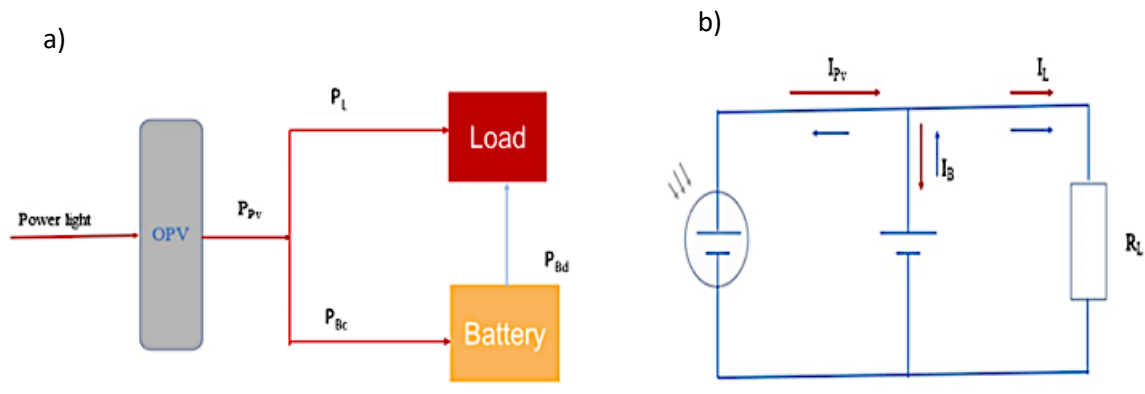 a)
Power light
OPV
P_Pv
P_L
Load
P_Bd
P_Bc
Battery
b)
I_Pv
I_L
I_B
R_L